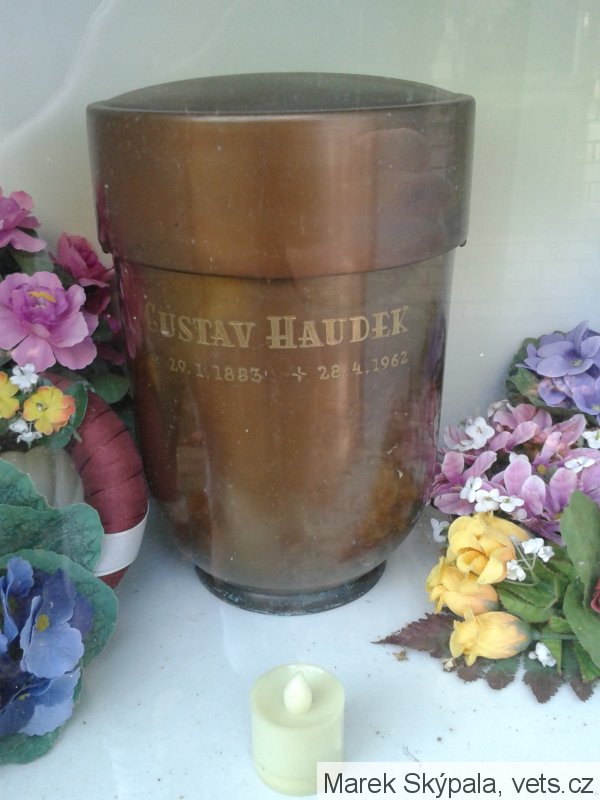 GUSTAV HAUDEK
* 29.1.1883 + 28.4.1962
Marek Skýpala, vets.cz